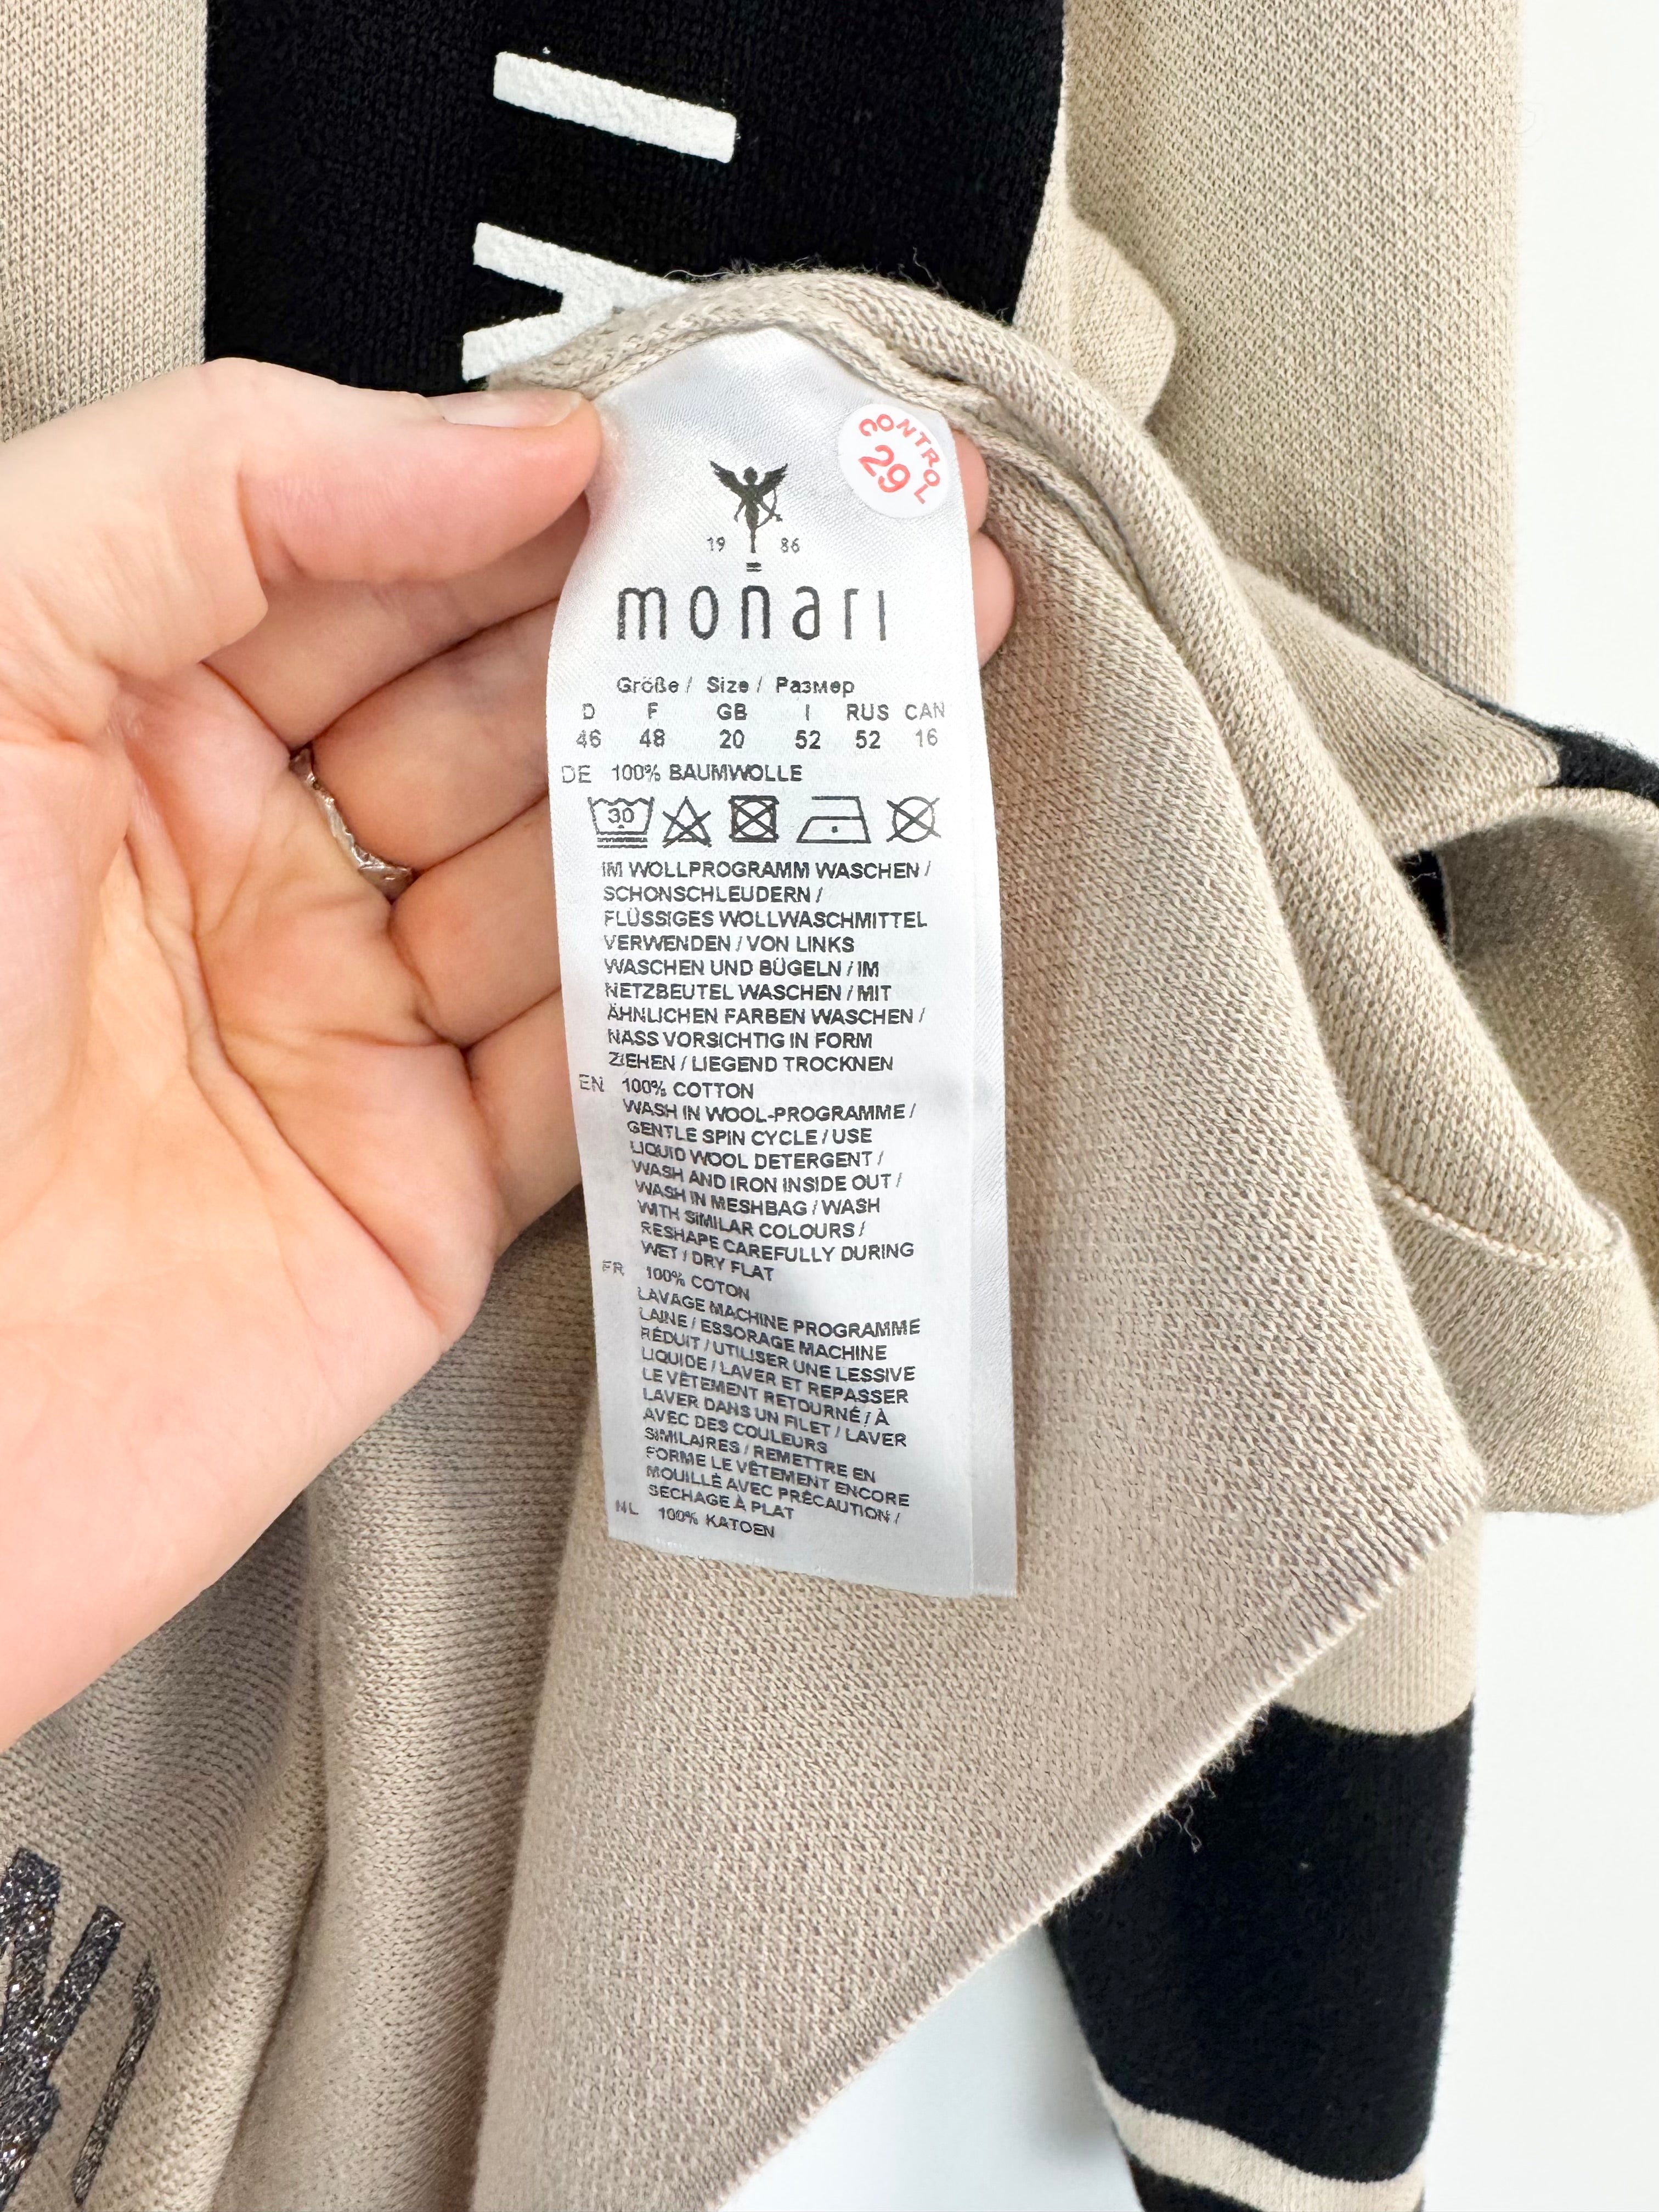 CONTROL
29
19 86
monari
Größe / Size / Размер
D F GB I RUS CAN
46 48 20 52 52 16
DE 100% BAUMWOLLE
30
IM WOLLPROGRAMM WASCHEN /
SCHONSCHLEUDERN /
FLÜSSIGES WOLLWASCHMITTEL
VERWENDEN / VON LINKS
WASCHEN UND BÜGELN / IM
NETZBEUTEL WASCHEN / MIT
ÄHNLICHEN FARBEN WASCHEN /
NASS VORSICHTIG IN FORM
ZIEHEN / LIEGEND TROCKNEN
EN 100% COTTON
WASH IN WOOL-PROGRAMME /
GENTLE SPIN CYCLE / USE
LIQUID WOOL DETERGENT /
WASH AND IRON INSIDE OUT /
WASH IN MESHBAG / WASH
WITH SIMILAR COLOURS /
RESHAPE CAREFULLY DURING
WET / DRY FLAT
FR 100% COTON
LAVAGE MACHINE PROGRAMME
LAINE / ESSORAGE MACHINE
RÉDUIT / UTILISER UNE LESSIVE
LIQUIDE / LAVER ET REPASSER
LE VÊTEMENT RETOURNÉ / À
LAVER DANS UN FILET / LAVER
AVEC DES COULEURS
SIMILAIRES / REMETTRE EN
FORME LE VÊTEMENT ENCORE
MOUILLÉ AVEC PRÉCAUTION /
SÉCHAGE À PLAT
NL 100% KATOEN